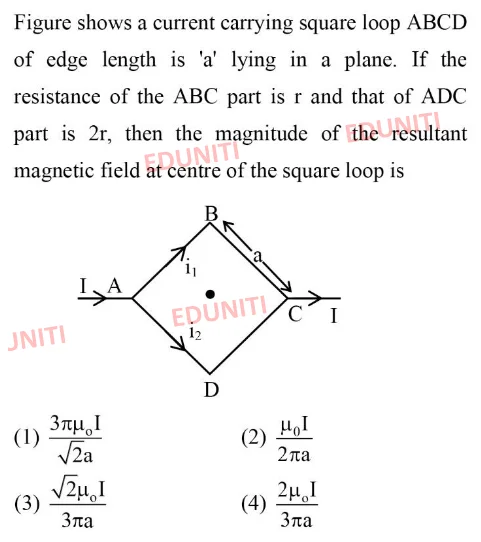 Figure shows a current carrying square loop ABCD
of edge length is 'a' lying in a plane. If the
resistance of the ABC part is r and that of ADC
part is 2r, then the magnitude of the resultant
EDUNITI
EDUNITI
magnetic field at centre of the square loop is
B
a
i₁
I A
EDUNITI
C I
JNITI
i₂
D
(1) 3πμₒI / √2a (2) μ₀I / 2πa
(3) √2μₒI / 3πa (4) 2μₒI / 3πa